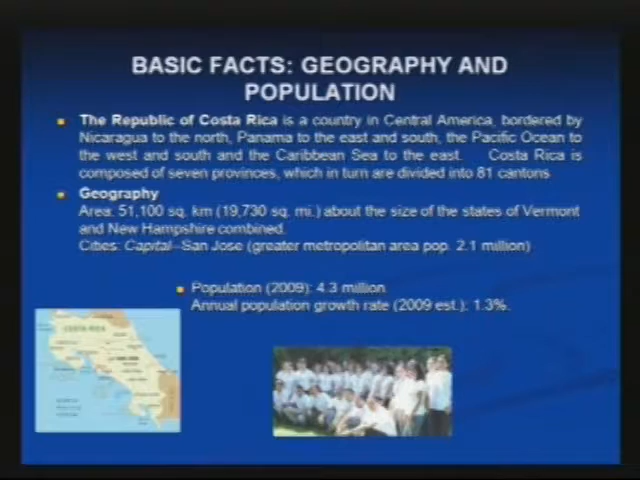 BASIC FACTS: GEOGRAPHY AND
POPULATION
The Republic of Costa Rica is a country in Central America, bordered by
Nicaragua to the north, Panama to the east and south, the Pacific Ocean to
the west and south and the Caribbean Sea to the east. Costa Rica is
composed of seven provinces, which in turn are divided into 81 cantons
Geography
Area: 51,100 sq. km (19,730 sq. mi.) about the size of the states of Vermont
and New Hampshire combined.
Cities: Capital--San Jose (greater metropolitan area pop. 2.1 million)
Population (2009): 4.3 million
Annual population growth rate (2009 est.): 1.3%.
COSTA RICA